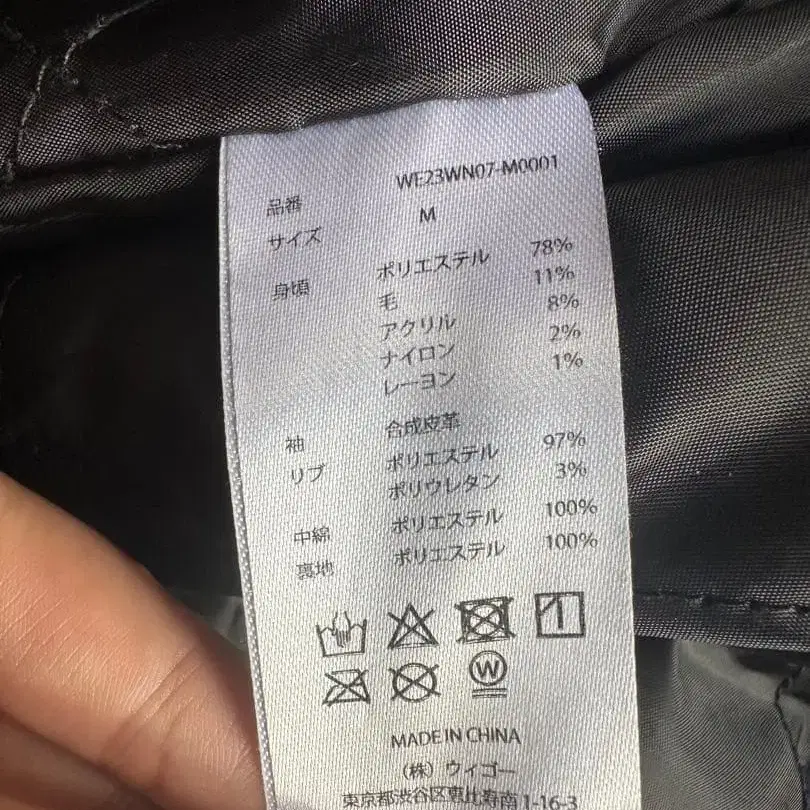 品番 WE23WN07-M0001
サイズ M
身頃 ポリエステル 78%
毛 11%
アクリル 8%
ナイロン 2%
レーヨン 1%
袖 合成皮革
リブ ポリエステル 97%
ポリウレタン 3%
中綿 ポリエステル 100%
裏地 ポリエステル 100%
W
MADE IN CHINA
(株)ウィゴー
東京都渋谷区恵比寿南1-16-3